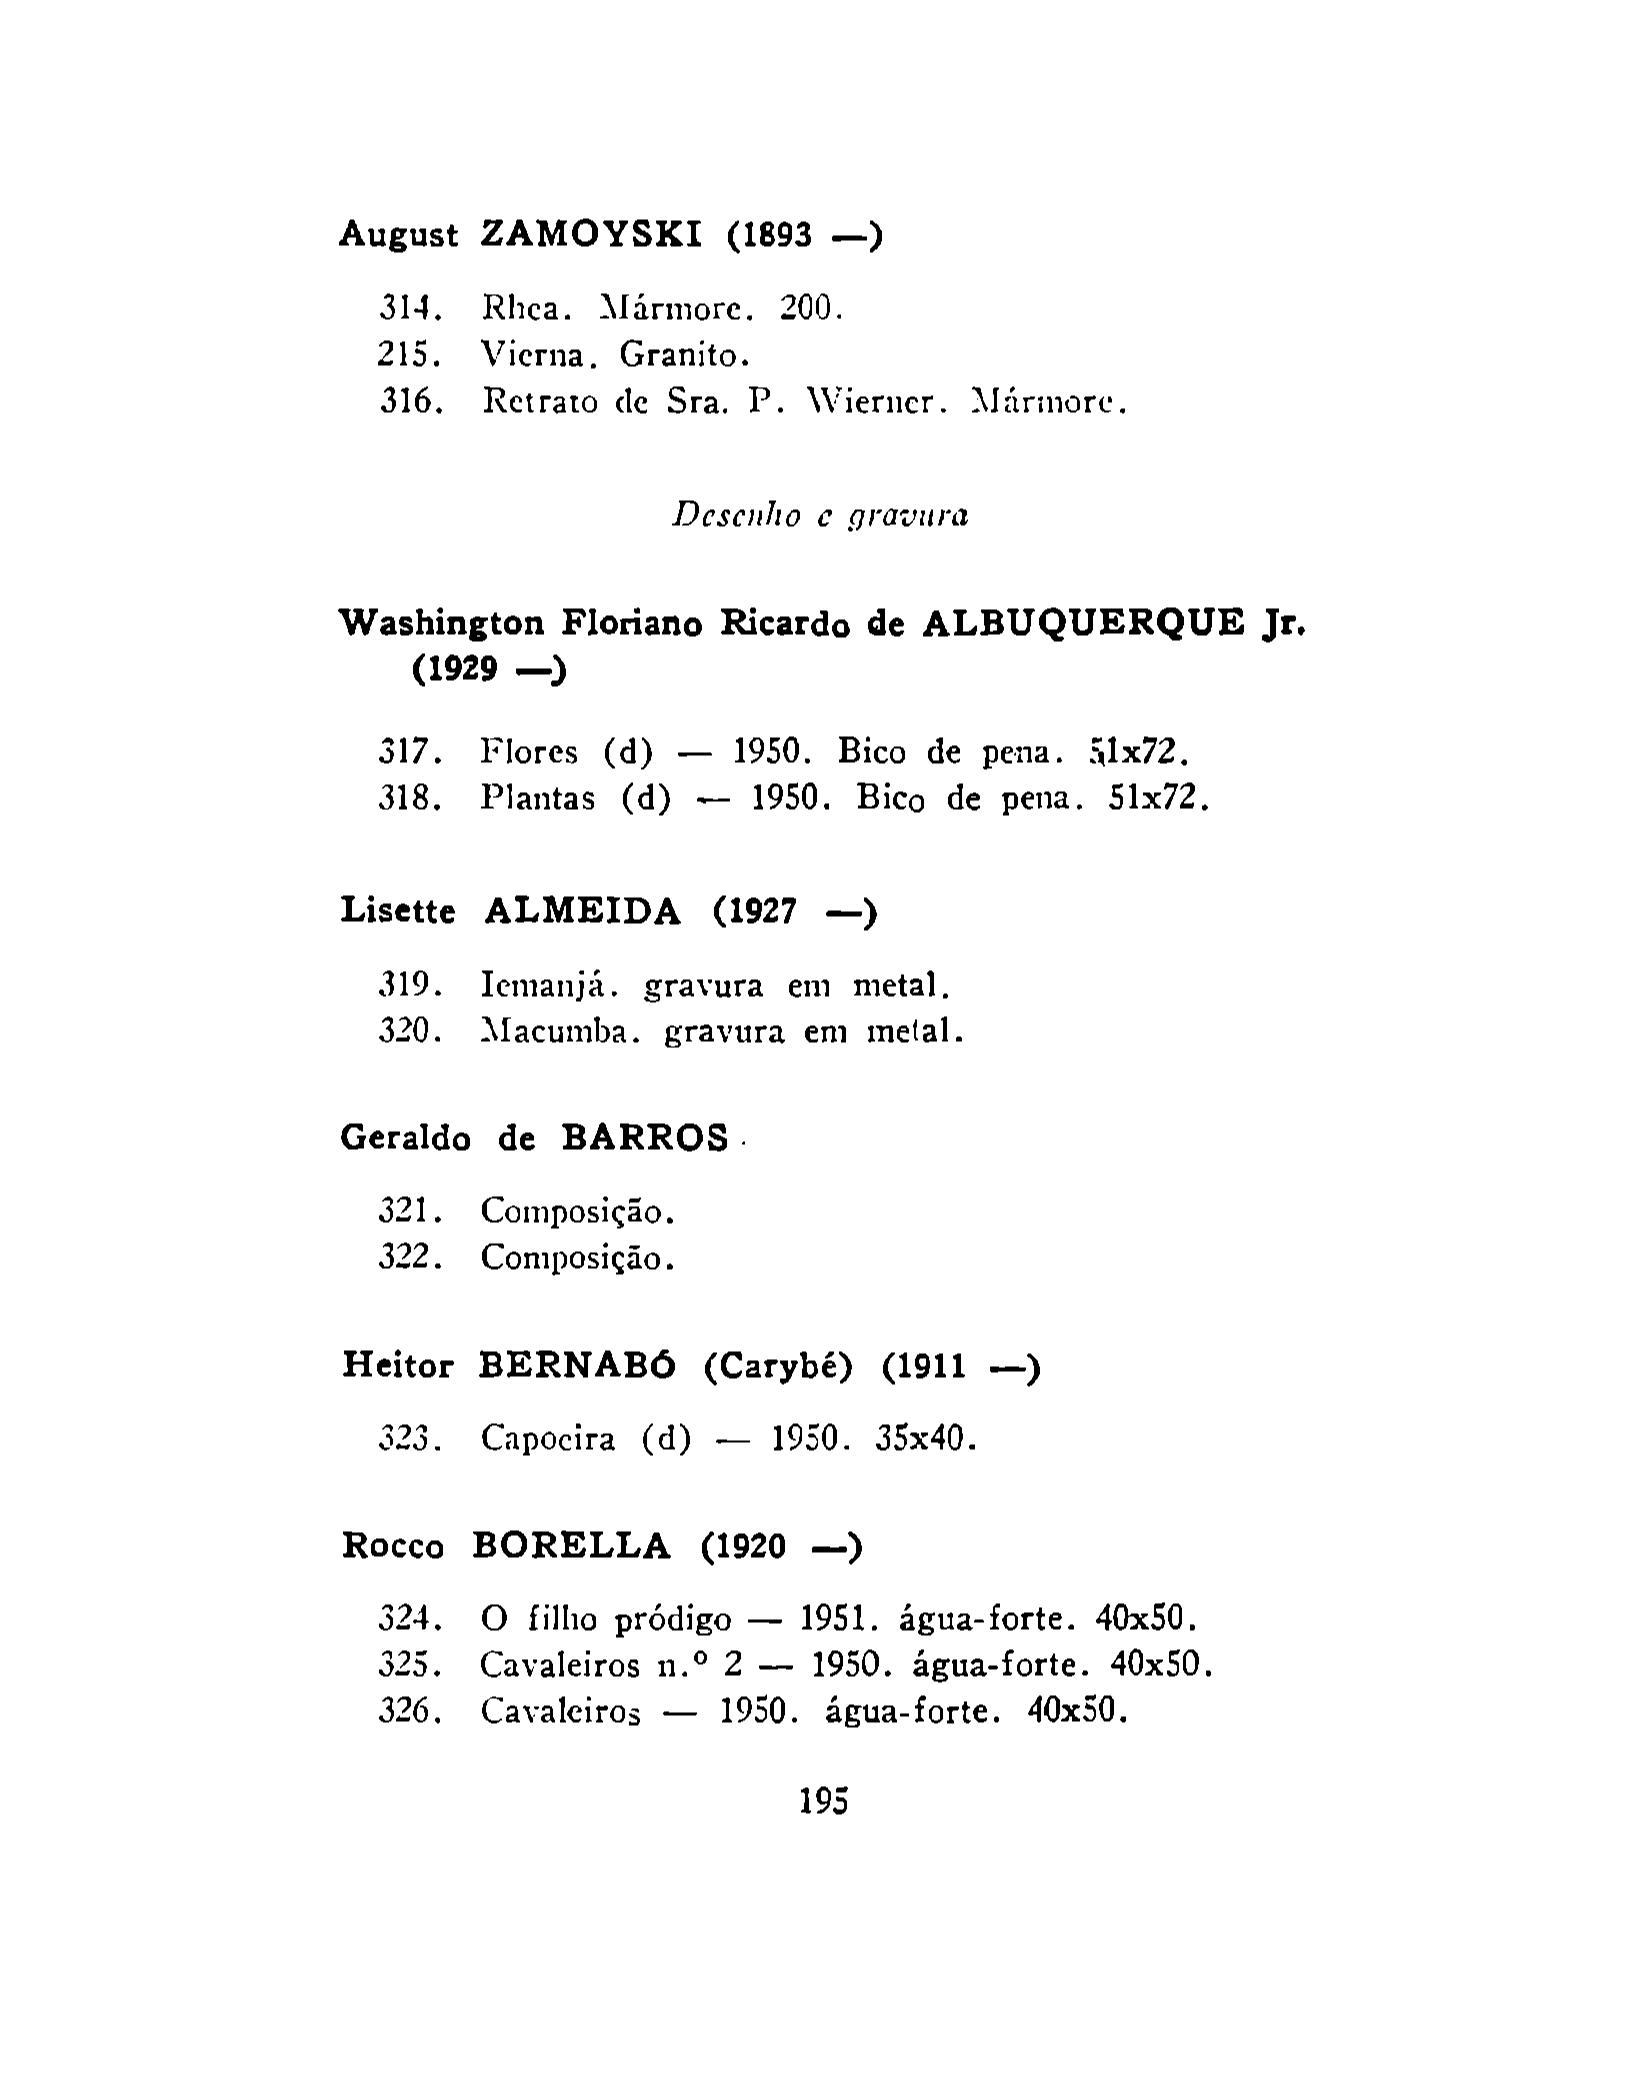 August ZAMOYSKI (1893 —)
314. Rhea. Mármore. 200.
215. Vierna. Granito.
316. Retrato de Sra. P. Wierner. Mármore.
Desenho e gravura
Washington Floriano Ricardo de ALBUQUERQUE Jr.
(1929 —)
317. Flores (d) — 1950. Bico de pena. 51x72.
318. Plantas (d) — 1950. Bico de pena. 51x72.
Lisette ALMEIDA (1927 —)
319. Iemanjá. gravura em metal.
320. Macumba. gravura em metal.
Geraldo de BARROS
321. Composição.
322. Composição.
Heitor BERNABÓ (Carybé) (1911 —)
323. Capoeira (d) — 1950. 35x40.
Rocco BORELLA (1920 —)
324. O filho pródigo — 1951. água-forte. 40x50.
325. Cavaleiros n.º 2 — 1950. água-forte. 40x50.
326. Cavaleiros — 1950. água-forte. 40x50.
195